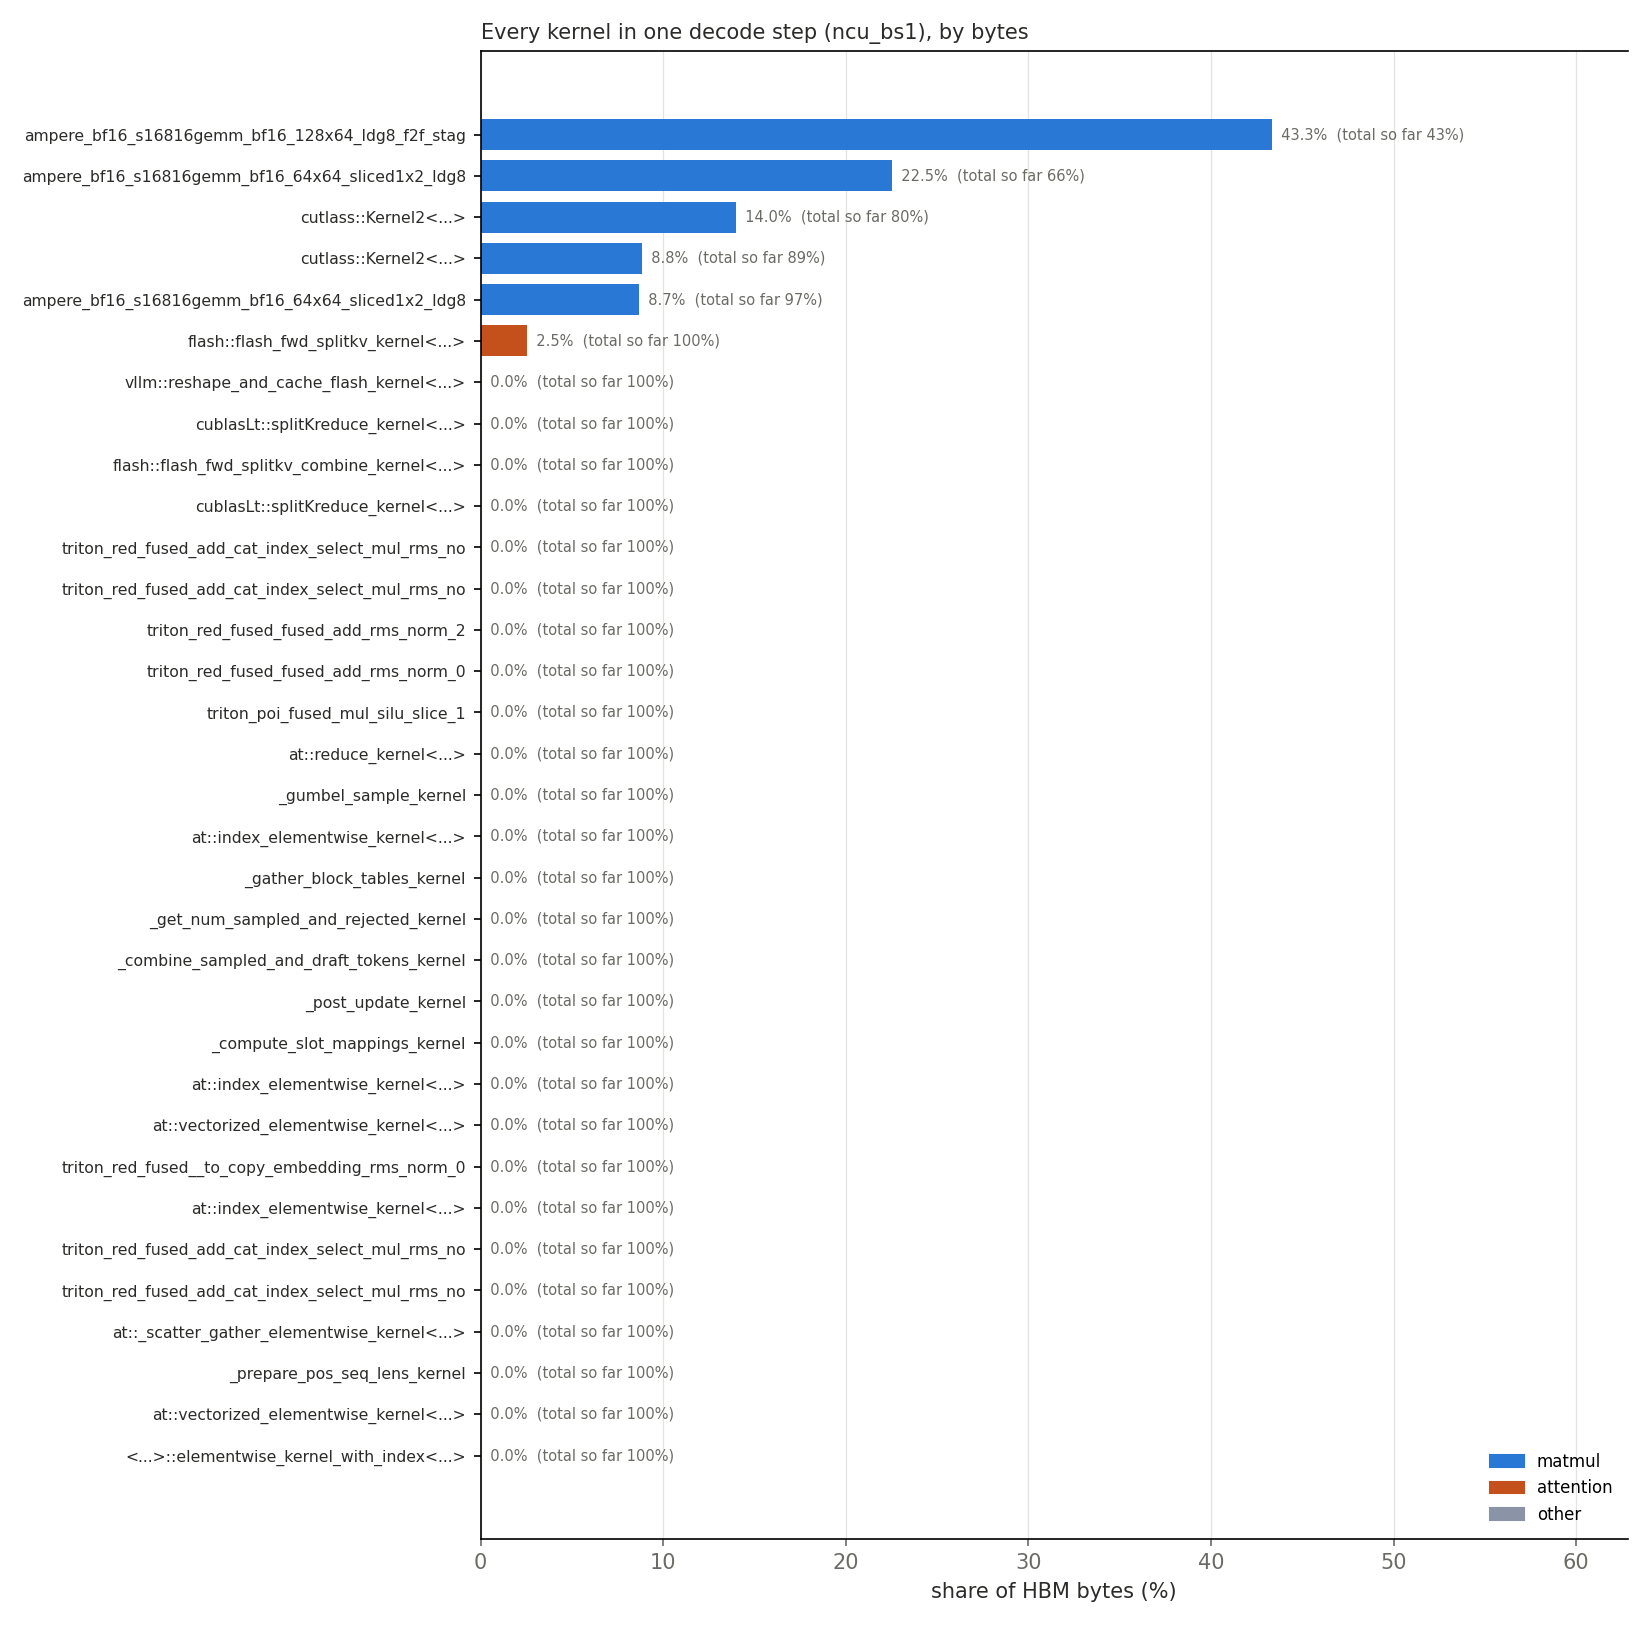 Every kernel in one decode step (ncu_bs1), by bytes
ampere_bf16_s16816gemm_bf16_128x64_ldg8_f2f_stag 43.3% (total so far 43%)
ampere_bf16_s16816gemm_bf16_64x64_sliced1x2_ldg8 22.5% (total so far 66%)
cutlass::Kernel2<...> 14.0% (total so far 80%)
cutlass::Kernel2<...> 8.8% (total so far 89%)
ampere_bf16_s16816gemm_bf16_64x64_sliced1x2_ldg8 8.7% (total so far 97%)
flash::flash_fwd_splitkv_kernel<...> 2.5% (total so far 100%)
vllm::reshape_and_cache_flash_kernel<...> 0.0% (total so far 100%)
cublasLt::splitKreduce_kernel<...> 0.0% (total so far 100%)
flash::flash_fwd_splitkv_combine_kernel<...> 0.0% (total so far 100%)
cublasLt::splitKreduce_kernel<...> 0.0% (total so far 100%)
triton_red_fused_add_cat_index_select_mul_rms_no 0.0% (total so far 100%)
triton_red_fused_add_cat_index_select_mul_rms_no 0.0% (total so far 100%)
triton_red_fused_fused_add_rms_norm_2 0.0% (total so far 100%)
triton_red_fused_fused_add_rms_norm_0 0.0% (total so far 100%)
triton_poi_fused_mul_silu_slice_1 0.0% (total so far 100%)
at::reduce_kernel<...> 0.0% (total so far 100%)
_gumbel_sample_kernel 0.0% (total so far 100%)
at::index_elementwise_kernel<...> 0.0% (total so far 100%)
_gather_block_tables_kernel 0.0% (total so far 100%)
_get_num_sampled_and_rejected_kernel 0.0% (total so far 100%)
_combine_sampled_and_draft_tokens_kernel 0.0% (total so far 100%)
_post_update_kernel 0.0% (total so far 100%)
_compute_slot_mappings_kernel 0.0% (total so far 100%)
at::index_elementwise_kernel<...> 0.0% (total so far 100%)
at::vectorized_elementwise_kernel<...> 0.0% (total so far 100%)
triton_red_fused__to_copy_embedding_rms_norm_0 0.0% (total so far 100%)
at::index_elementwise_kernel<...> 0.0% (total so far 100%)
triton_red_fused_add_cat_index_select_mul_rms_no 0.0% (total so far 100%)
triton_red_fused_add_cat_index_select_mul_rms_no 0.0% (total so far 100%)
at::_scatter_gather_elementwise_kernel<...> 0.0% (total so far 100%)
_prepare_pos_seq_lens_kernel 0.0% (total so far 100%)
at::vectorized_elementwise_kernel<...> 0.0% (total so far 100%)
<...>::elementwise_kernel_with_index<...> 0.0% (total so far 100%)
matmul
attention
other
0 10 20 30 40 50 60
share of HBM bytes (%)